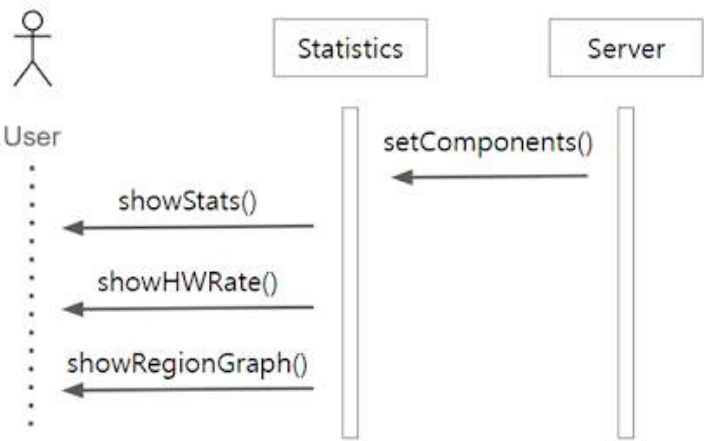 Statistics
Server
User
setComponents()
showStats()
showHWRate()
showRegionGraph()